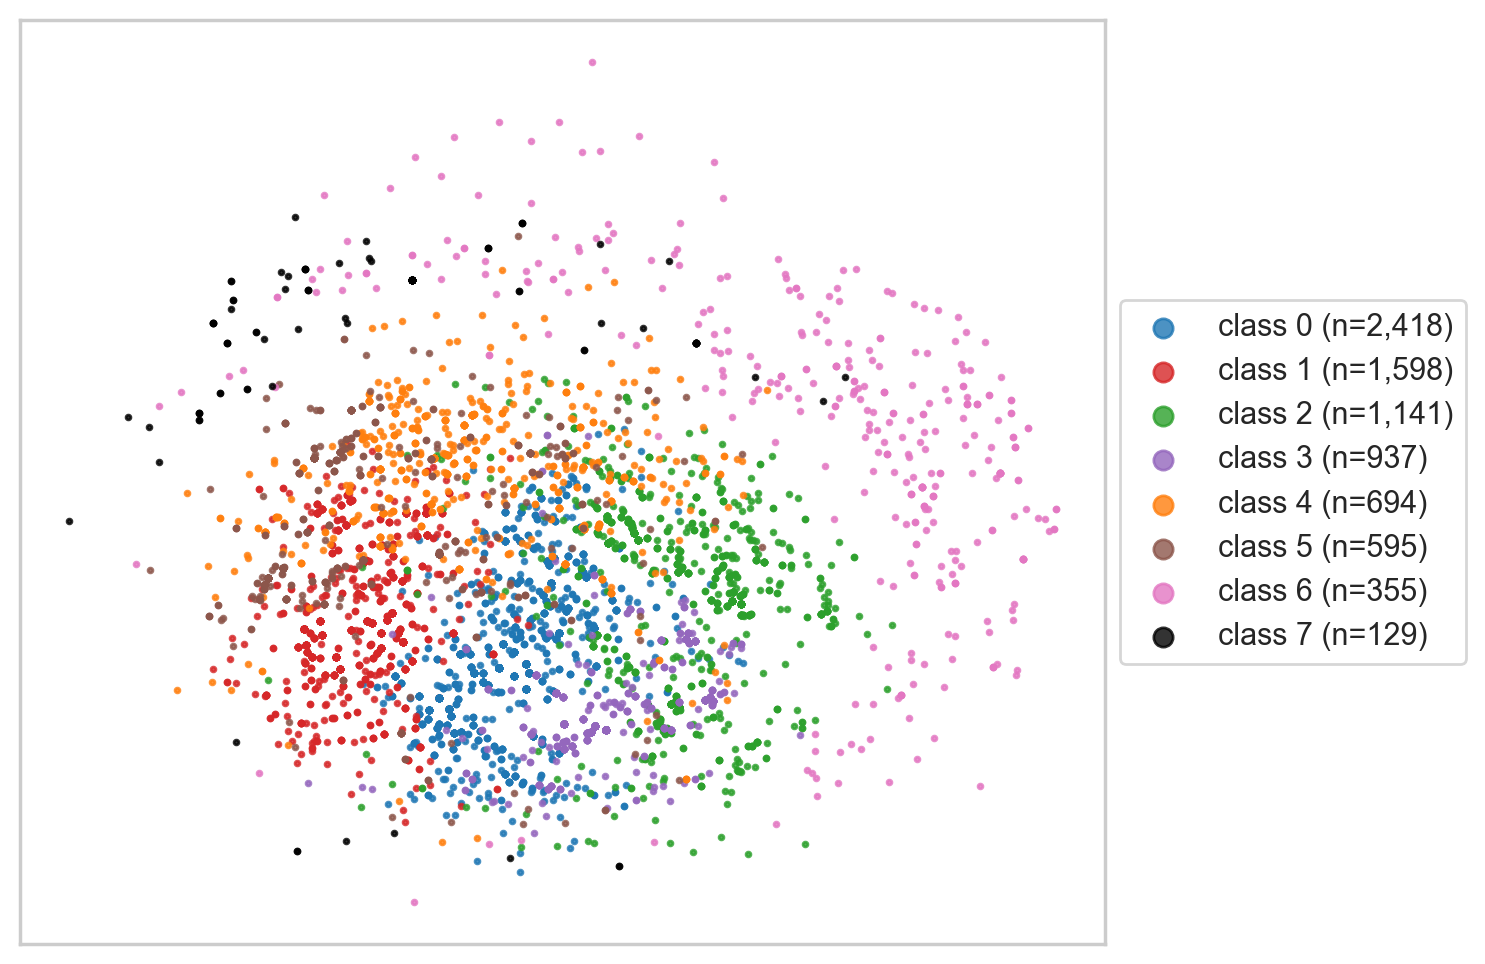 class 0 (n=2,418)
class 1 (n=1,598)
class 2 (n=1,141)
class 3 (n=937)
class 4 (n=694)
class 5 (n=595)
class 6 (n=355)
class 7 (n=129)